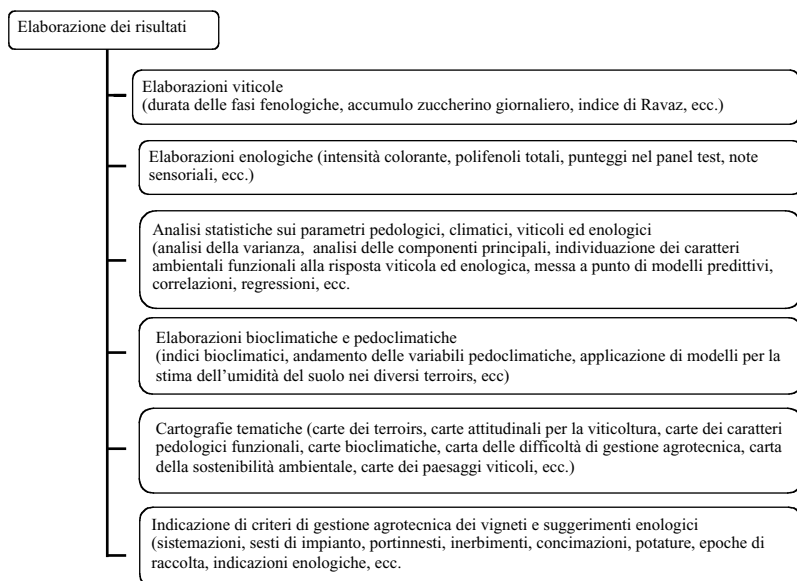 Elaborazione dei risultati
Elaborazioni viticole
(durata delle fasi fenologiche, accumulo zuccherino giornaliero, indice di Ravaz, ecc.)
Elaborazioni enologiche (intensità colorante, polifenoli totali, punteggi nel panel test, note
sensoriali, ecc.)
Analisi statistiche sui parametri pedologici, climatici, viticoli ed enologici
(analisi della varianza, analisi delle componenti principali, individuazione dei caratteri
ambientali funzionali alla risposta viticola ed enologica, messa a punto di modelli predittivi,
correlazioni, regressioni, ecc.
Elaborazioni bioclimatiche e pedoclimatiche
(indici bioclimatici, andamento delle variabili pedoclimatiche, applicazione di modelli per la
stima dell’umidità del suolo nei diversi terroirs, ecc)
Cartografie tematiche (carte dei terroirs, carte attitudinali per la viticoltura, carte dei caratteri
pedologici funzionali, carte bioclimatiche, carta delle difficoltà di gestione agrotecnica, carta
della sostenibilità ambientale, carte dei paesaggi viticoli, ecc.)
Indicazione di criteri di gestione agrotecnica dei vigneti e suggerimenti enologici
(sistemazioni, sesti di impianto, portinnesti, inerbimenti, concimazioni, potature, epoche di
raccolta, indicazioni enologiche, ecc.